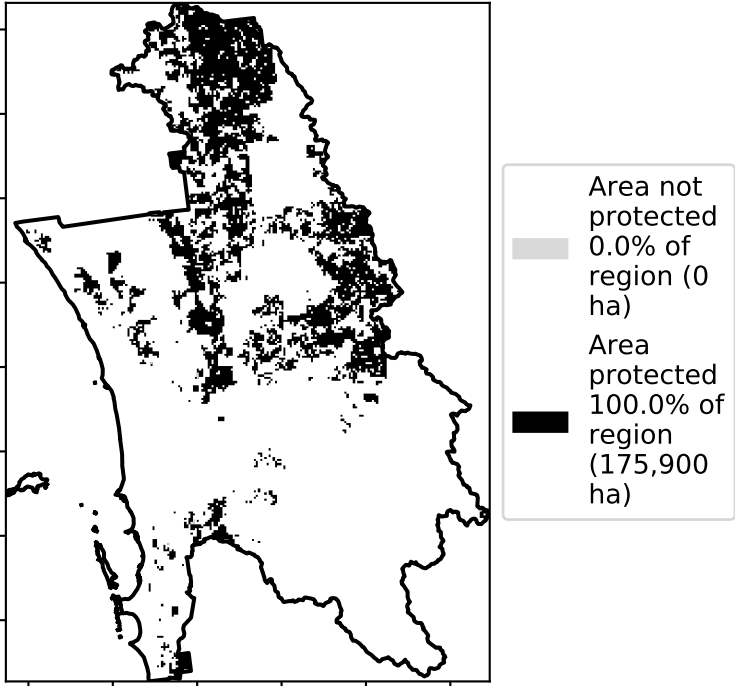 Area not
protected
0.0% of
region (0
ha)
Area
protected
100.0% of
region
(175,900
ha)